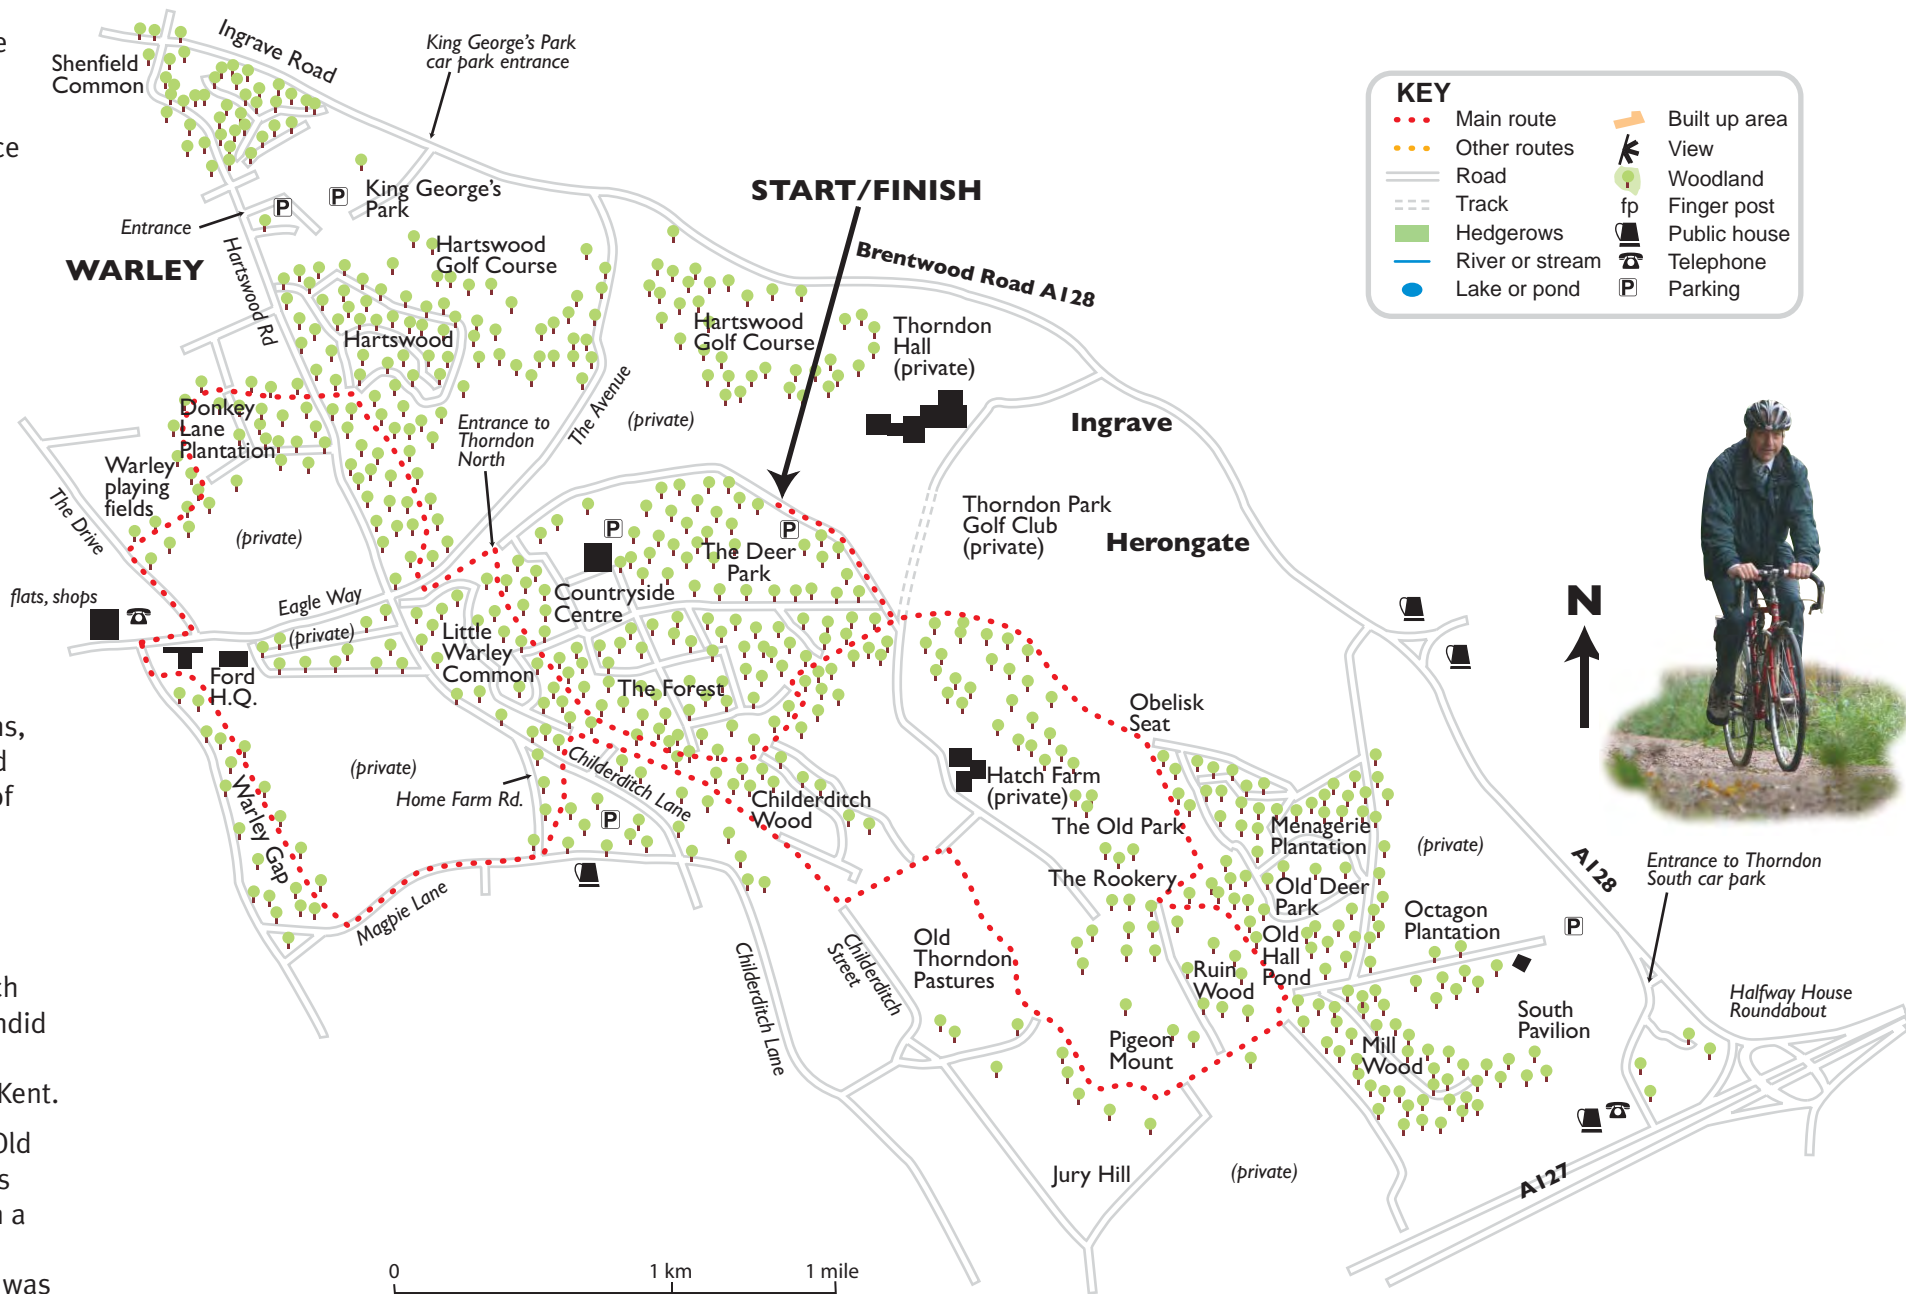 e
ce
ns,
d
of
ch
ndid
Kent.
Old
s
n a
was
Shenfield
Common
Ingrave Road
King George's Park
car park entrance
King George's
Park
Entrance
WARLEY
Hartswood Rd
Hartswood
Golf Course
Hartswood
START/FINISH
Brentwood Road A128
Hartswood
Golf Course
Thorndon
Hall
(private)
The Avenue
(private)
Ingrave
Entrance to
Thorndon
North
Donkey
Lane
Plantation
Warley
playing
fields
The Drive
(private)
Thorndon Park
Golf Club
(private)
Herongate
The Deer
Park
Countryside
Centre
flats, shops
Eagle Way
(private)
Little
Warley
Common
Ford
H.Q.
The Forest
Obelisk
Seat
(private)
Home Farm Rd.
Childerditch Lane
Childerditch
Wood
Hatch Farm
(private)
The Old Park
Menagerie
Plantation
(private)
Warley Gap
The Rookery
Old Deer
Park
A128
Entrance to Thorndon
South car park
Magpie Lane
Octagon
Plantation
Old
Hall
Pond
Old
Thorndon
Pastures
Childerditch
Street
Childerditch Lane
Ruin
Wood
South
Pavilion
Halfway House
Roundabout
Pigeon
Mount
Mill
Wood
Jury Hill
(private)
A127
N
P
P
P
P
P
P
KEY
Main route
Other routes
Road
Track
Hedgerows
River or stream
Lake or pond
Built up area
View
Woodland
fp Finger post
Public house
Telephone
P Parking
0 1 km 1 mile